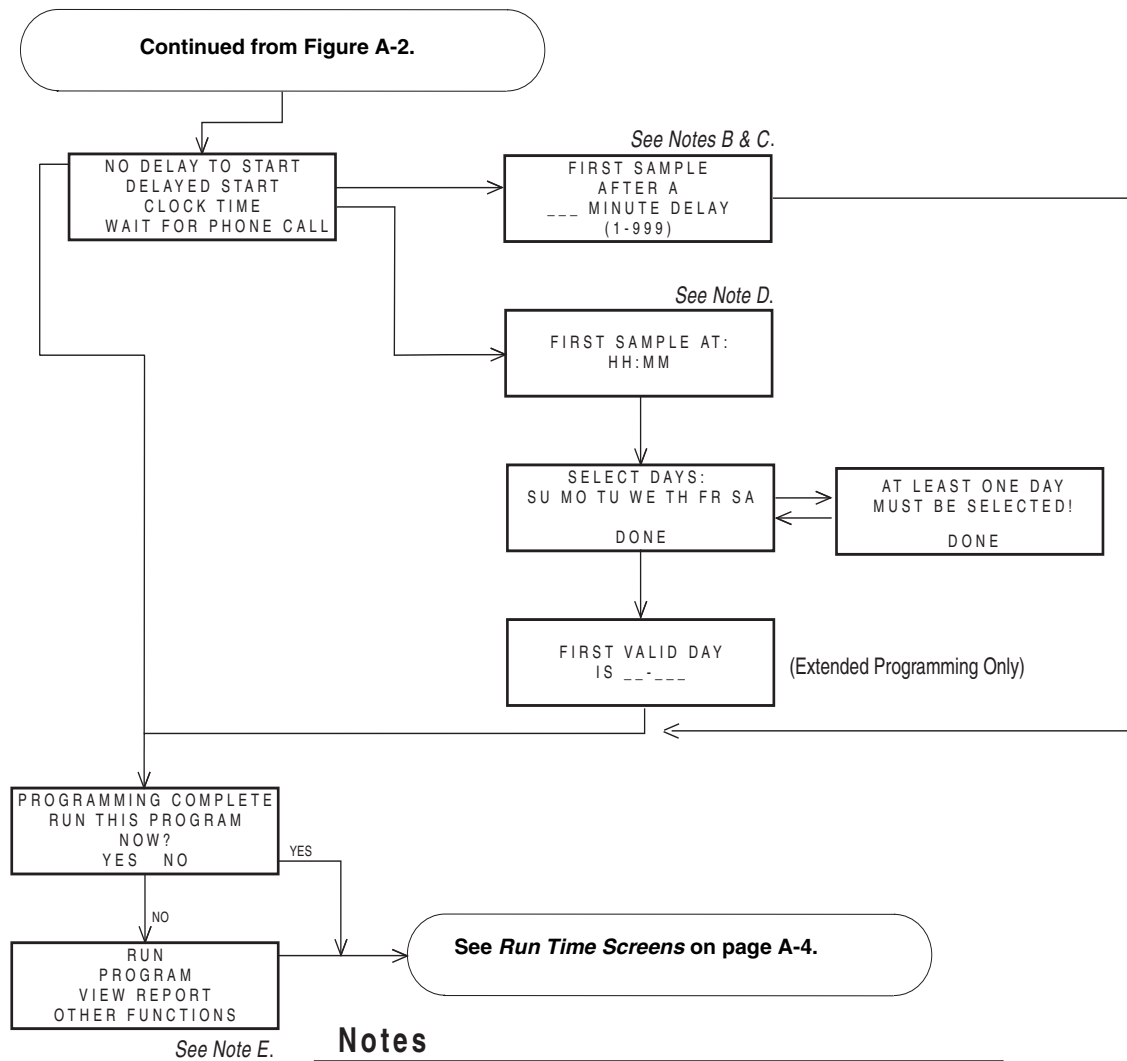 Continued from Figure A-2.
NO DELAY TO START
DELAYED START
CLOCK TIME
WAIT FOR PHONE CALL
See Notes B & C.
FIRST SAMPLE
AFTER A
___ MINUTE DELAY
(1-999)
See Note D.
FIRST SAMPLE AT:
HH:MM
SELECT DAYS:
SU MO TU WE TH FR SA
DONE
AT LEAST ONE DAY
MUST BE SELECTED!
DONE
FIRST VALID DAY
IS __-___
(Extended Programming Only)
PROGRAMMING COMPLETE
RUN THIS PROGRAM
NOW?
YES NO
YES
NO
RUN
PROGRAM
VIEW REPORT
OTHER FUNCTIONS
See Run Time Screens on page A-4.
See Note E.
Notes